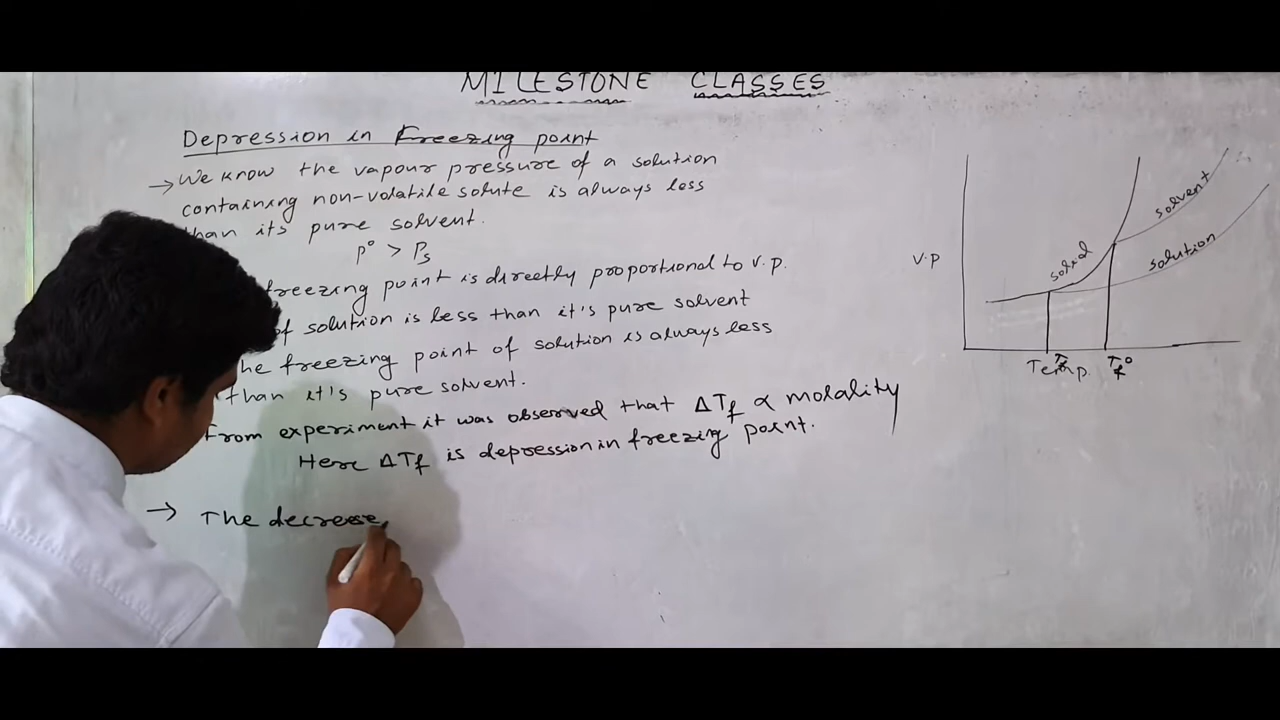 MILESTONE CLASSES
Depression in Freezing point
→ We know the vapour pressure of a solution
containing non-volatile solute is always less
than its pure solvent.
p° > Ps
freezing point is directly proportional to v.p.
of solution is less than it's pure solvent
he freezing point of solution is always less
than it's pure solvent.
From experiment it was observed that ΔTf ∝ molality
Here ΔTf is depression in freezing point.
→ The decrease
V.P
solid
solvent
solution
Temp.
Tf
Tf°